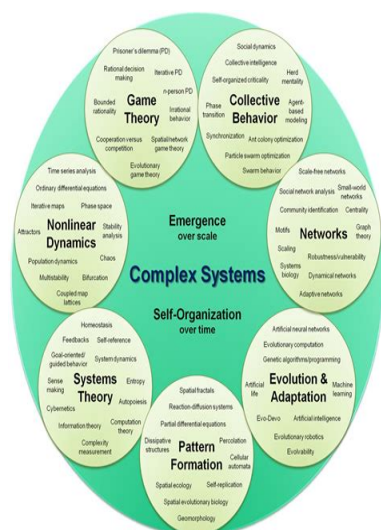 Prisoner's dilemma (PD)
Rational decision
making
Iterative PD
n-person PD
Bounded
rationality
Game
Theory
Irrational
behavior
Cooperation versus
competition
Spatial/network
game theory
Evolutionary
game theory
Social dynamics
Collective intelligence
Self-organized criticality
Herd
mentality
Phase
transition
Collective
Behavior
Agent-
based
modeling
Synchronization
Ant colony optimization
Particle swarm optimization
Swarm behavior
Time series analysis
Ordinary differential equations
Iterative maps
Phase space
Attractors
Nonlinear
Dynamics
Stability
analysis
Population dynamics
Chaos
Multistability
Bifurcation
Coupled map
lattices
Emergence
over scale
Complex Systems
Self-Organization
over time
Scale-free networks
Social network analysis
Small-world
networks
Community identification
Centrality
Motifs
Networks
Graph
theory
Scaling
Robustness/vulnerability
Systems
biology
Dynamical networks
Adaptive networks
Homeostasis
Feedbacks
Self-reference
Goal-oriented/
guided behavior
System dynamics
Sense
making
Systems
Theory
Entropy
Cybernetics
Autopoiesis
Information theory
Computation
theory
Complexity
measurement
Spatial fractals
Reaction-diffusion systems
Partial differential equations
Dissipative
structures
Pattern
Formation
Percolation
Cellular
automata
Spatial ecology
Self-replication
Spatial evolutionary biology
Geomorphology
Artificial neural networks
Evolutionary computation
Genetic algorithms/programming
Artificial
life
Evolution &
Adaptation
Machine
learning
Evo-Devo
Artificial intelligence
Evolutionary robotics
Evolvability